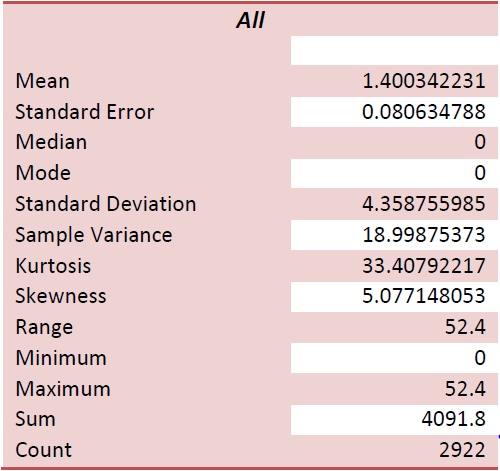 All
Mean 1.400342231
Standard Error 0.080634788
Median 0
Mode 0
Standard Deviation 4.358755985
Sample Variance 18.99875373
Kurtosis 33.40792217
Skewness 5.077148053
Range 52.4
Minimum 0
Maximum 52.4
Sum 4091.8
Count 2922